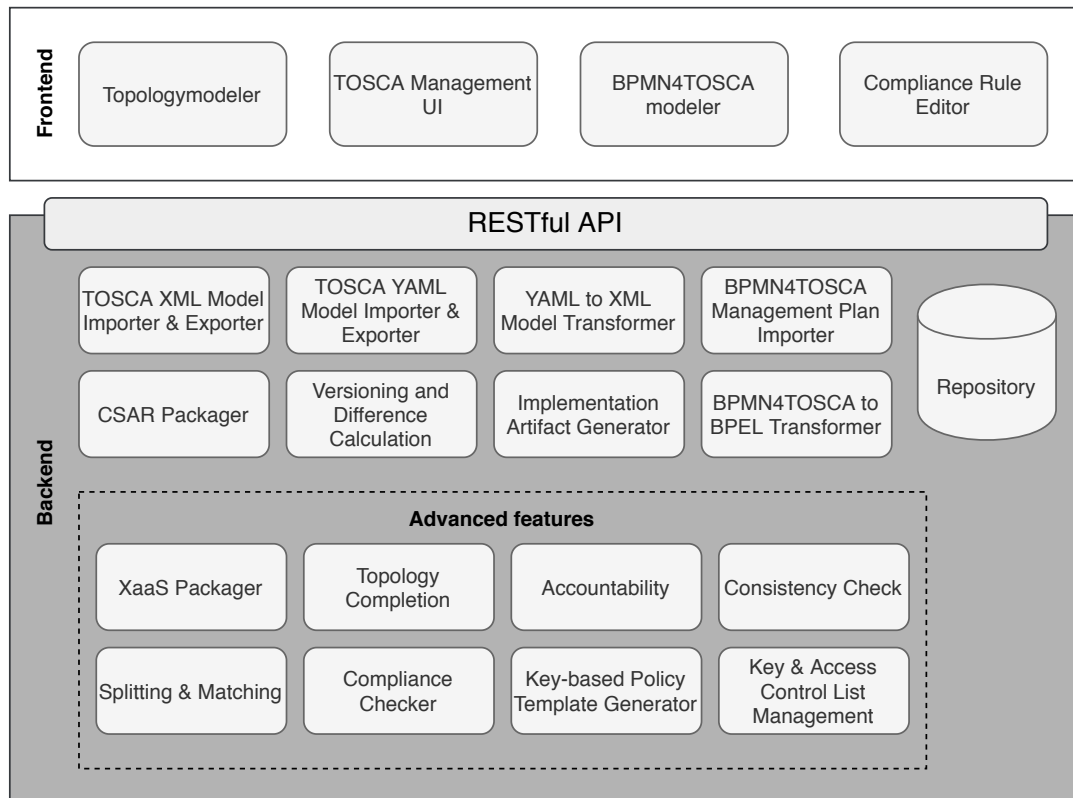 Frontend
Topologymodeler
TOSCA Management
UI
BPMN4TOSCA
modeler
Compliance Rule
Editor
RESTful API
Backend
TOSCA XML Model
Importer & Exporter
TOSCA YAML
Model Importer &
Exporter
YAML to XML
Model Transformer
BPMN4TOSCA
Management Plan
Importer
Repository
CSAR Packager
Versioning and
Difference
Calculation
Implementation
Artifact Generator
BPMN4TOSCA to
BPEL Transformer
Advanced features
XaaS Packager
Topology
Completion
Accountability
Consistency Check
Splitting & Matching
Compliance
Checker
Key-based Policy
Template Generator
Key & Access
Control List
Management